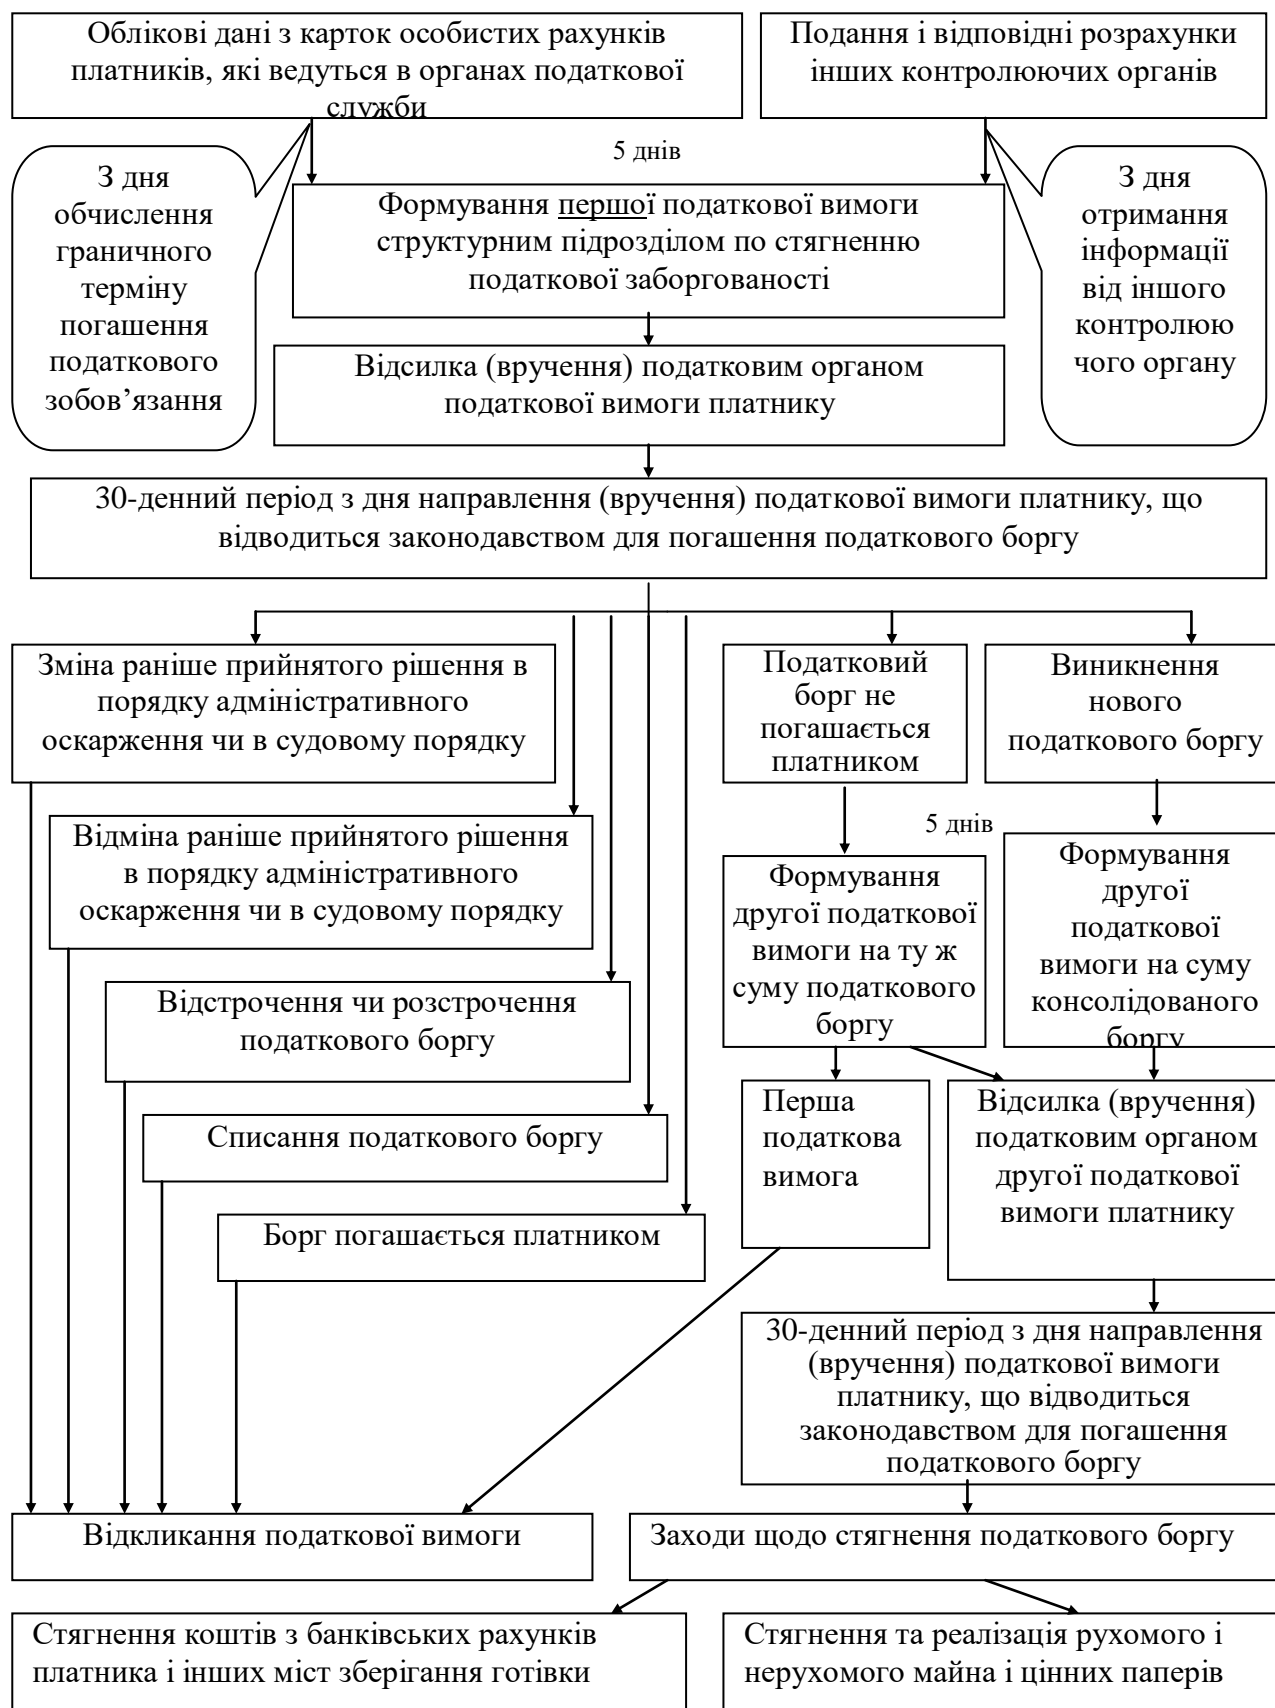 Облікові дані з карток особистих рахунків
платників, які ведуться в органах податкової
служби
Подання і відповідні розрахунки
інших контролюючих органів
5 днів
З дня
обчислення
граничного
терміну
погашення
податкового
зобов’язання
Формування першої податкової вимоги
структурним підрозділом по стягненню
податкової заборгованості
З дня
отримання
інформації
від іншого
контролюю
чого органу
Відсилка (вручення) податковим органом
податкової вимоги платнику
30-денний період з дня направлення (вручення) податкової вимоги платнику, що
відводиться законодавством для погашення податкового боргу
Зміна раніше прийнятого рішення в
порядку адміністративного
оскарження чи в судовому порядку
Податковий
борг не
погашається
платником
Виникнення
нового
податкового боргу
Відміна раніше прийнятого рішення
в порядку адміністративного
оскарження чи в судовому порядку
5 днів
Формування
другої податкової
вимоги на ту ж
суму податкового
боргу
Формування
другої
податкової
вимоги на суму
консолідованого
боргу
Відстрочення чи розстрочення
податкового боргу
Списання податкового боргу
Борг погашається платником
Перша
податкова
вимога
Відсилка (вручення)
податковим органом
другої податкової
вимоги платнику
30-денний період з дня направлення
(вручення) податкової вимоги
платнику, що відводиться
законодавством для погашення
податкового боргу
Відкликання податкової вимоги
Заходи щодо стягнення податкового боргу
Стягнення коштів з банківських рахунків
платника і інших міст зберігання готівки
Стягнення та реалізація рухомого і
нерухомого майна і цінних паперів